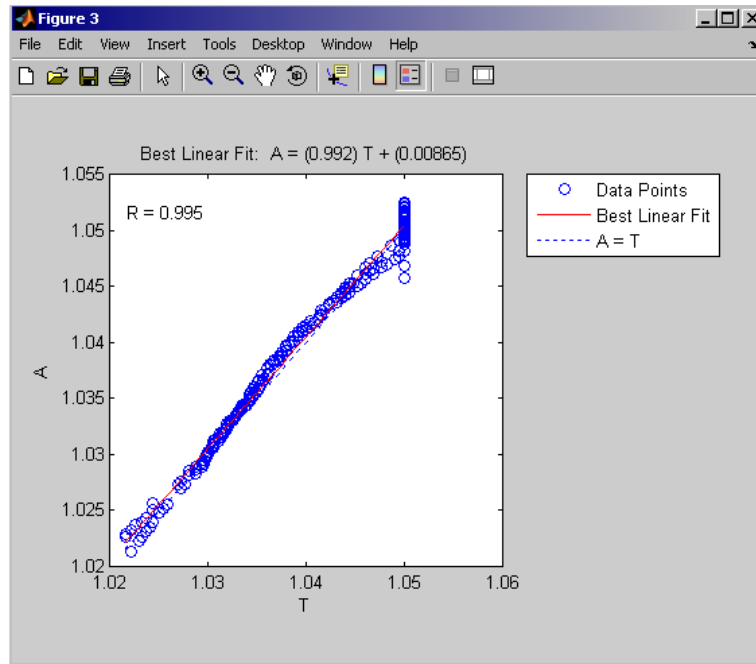 Figure 3
File Edit View Insert Tools Desktop Window Help
Best Linear Fit: A = (0.992) T + (0.00865)
R = 0.995
1.055
1.05
1.045
1.04
1.035
1.03
1.025
1.02
A
1.02 1.03 1.04 1.05 1.06
T
Data Points
Best Linear Fit
A = T